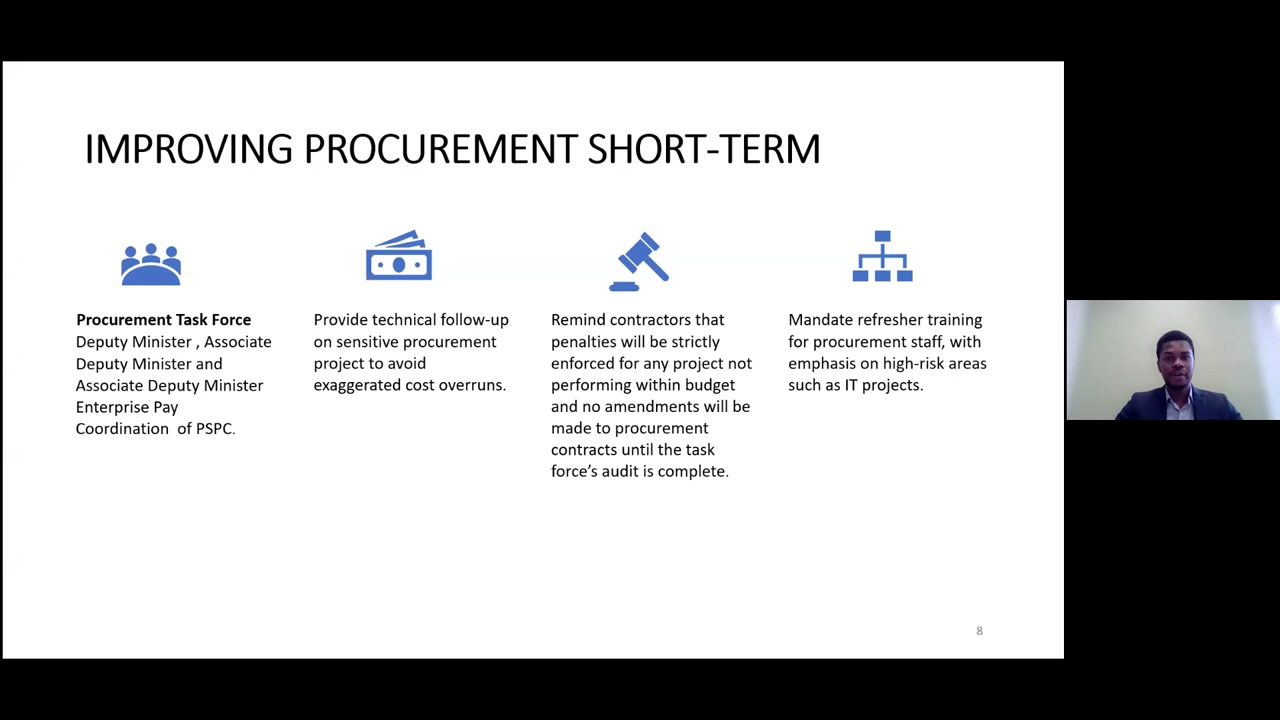 IMPROVING PROCUREMENT SHORT-TERM
Procurement Task Force
Deputy Minister , Associate
Deputy Minister and
Associate Deputy Minister
Enterprise Pay
Coordination  of PSPC.
Provide technical follow-up
on sensitive procurement
project to avoid
exaggerated cost overruns.
Remind contractors that
penalties will be strictly
enforced for any project not
performing within budget
and no amendments will be
made to procurement
contracts until the task
force's audit is complete.
Mandate refresher training
for procurement staff, with
emphasis on high-risk areas
such as IT projects.
8